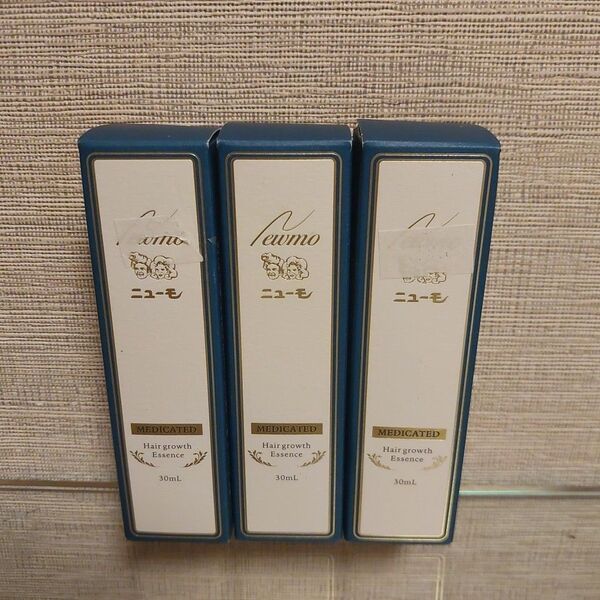 Newmo
ニューモ
MEDICATED
Hair growth
Essence
30mL
Newmo
ニューモ
MEDICATED
Hair growth
Essence
30mL
Newmo
ニューモ
MEDICATED
Hair growth
Essence
30mL